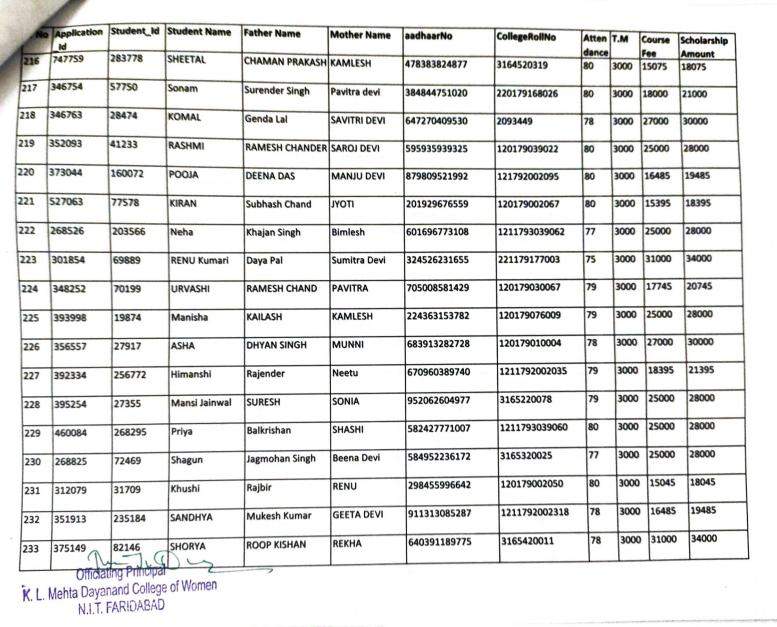 No Application Id Student_Id Student Name Father Name Mother Name aadhaarNo CollegeRollNo Atten dance T.M Course Fee Scholarship Amount
216 747759 283778 SHEETAL CHAMAN PRAKASH KAMLESH 478383824877 3164520319 80 3000 15075 18075
217 346754 57750 Sonam Surender Singh Pavitra devi 384844751020 220179168026 80 3000 18000 21000
218 346763 28474 KOMAL Genda Lal SAVITRI DEVI 647270409530 2093449 78 3000 27000 30000
219 352093 41233 RASHMI RAMESH CHANDER SAROJ DEVI 595935939325 120179039022 80 3000 25000 28000
220 373044 160072 POOJA DEENA DAS MANJU DEVI 879809521992 121792002095 80 3000 16485 19485
221 527063 77578 KIRAN Subhash Chand JYOTI 201929676559 120179002067 80 3000 15395 18395
222 268526 203566 Neha Khajan Singh Bimlesh 601696773108 1211793039062 77 3000 25000 28000
223 301854 69889 RENU Kumari Daya Pal Sumitra Devi 324526231655 221179177003 75 3000 31000 34000
224 348252 70199 URVASHI RAMESH CHAND PAVITRA 705008581429 120179030067 79 3000 17745 20745
225 393998 19874 Manisha KAILASH KAMLESH 224363153782 120179076009 79 3000 25000 28000
226 356557 27917 ASHA DHYAN SINGH MUNNI 683913282728 120179010004 78 3000 27000 30000
227 392334 256772 Himanshi Rajender Neetu 670960389740 1211792002035 79 3000 18395 21395
228 395254 27355 Mansi Jainwal SURESH SONIA 952062604977 3165220078 79 3000 25000 28000
229 460084 268295 Priya Balkrishan SHASHI 582427771007 1211793039060 80 3000 25000 28000
230 268825 72469 Shagun Jagmohan Singh Beena Devi 584952236172 3165320025 77 3000 25000 28000
231 312079 31709 Khushi Rajbir RENU 298455996642 120179002050 80 3000 15045 18045
232 351913 235184 SANDHYA Mukesh Kumar GEETA DEVI 911313085287 1211792002318 78 3000 16485 19485
233 375149 82146 SHORYA ROOP KISHAN REKHA 640391189775 3165420011 78 3000 31000 34000
Officiating Principal
K. L. Mehta Dayanand College of Women
N.I.T. FARIDABAD